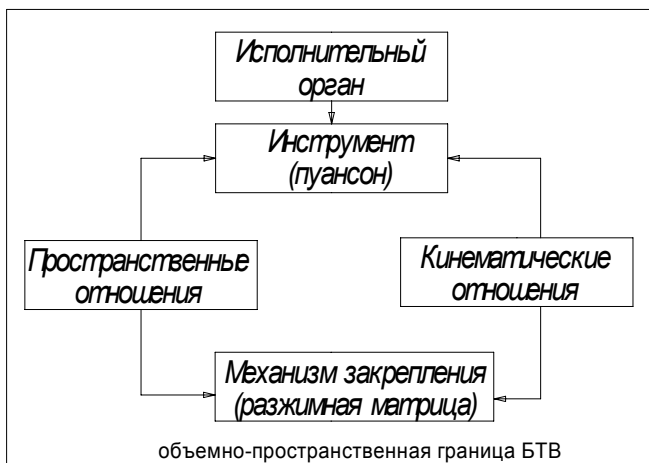 Исполнительный
орган
Инструмент
(пуансон)
Пространственные
отношения
Кинематические
отношения
Механизм закрепления
(разжимная матрица)
объемно-пространственная граница БТВ